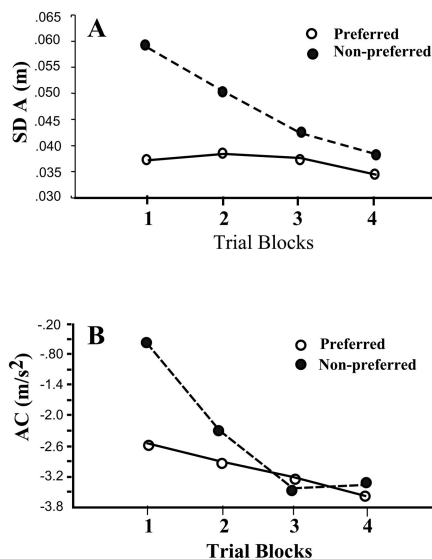 A
Preferred
Non-preferred
SD A (m)
.065
.060
.055
.050
.045
.040
.035
.030
1 2 3 4
Trial Blocks
B
Preferred
Non-preferred
AC (m/s²)
-.20
-.80
-1.4
-2.0
-2.6
-3.2
-3.8
1 2 3 4
Trial Blocks